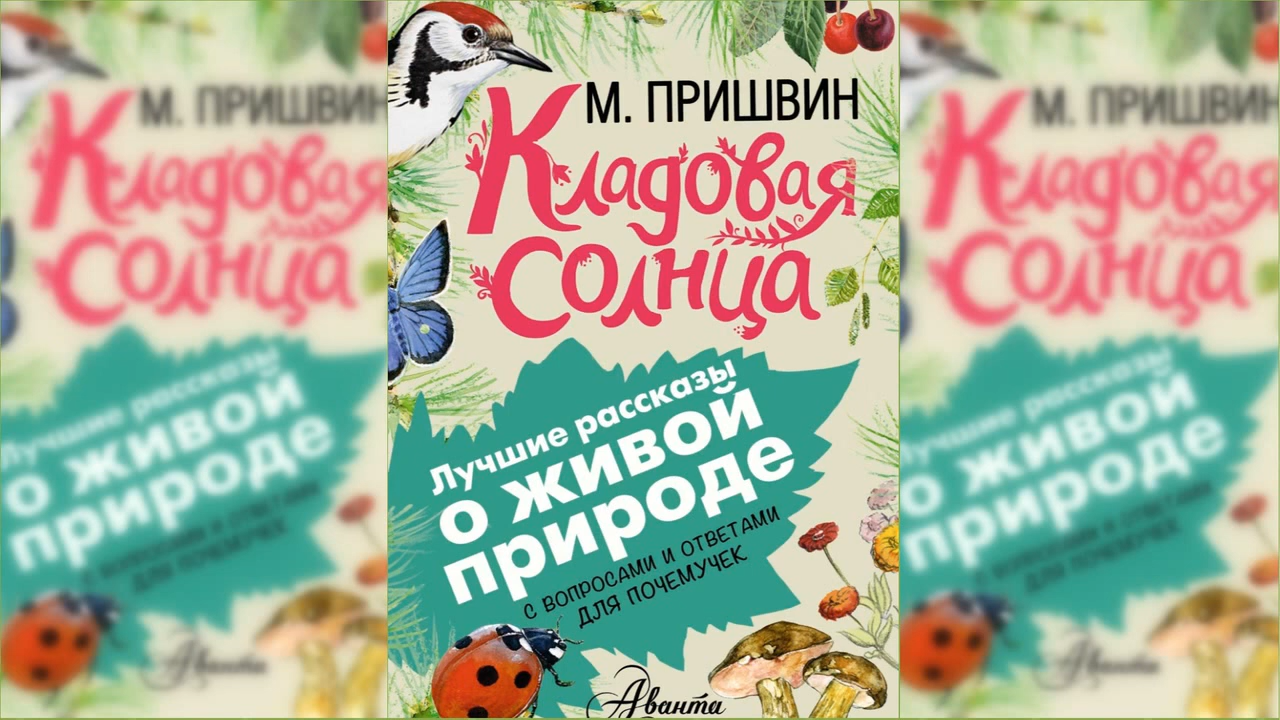 М. ПРИШВИН
Кладовая
солнца
Лучшие рассказы
о живой
природе
С ВОПРОСАМИ И ОТВЕТАМИ
ДЛЯ ПОЧЕМУЧЕК
Аванта